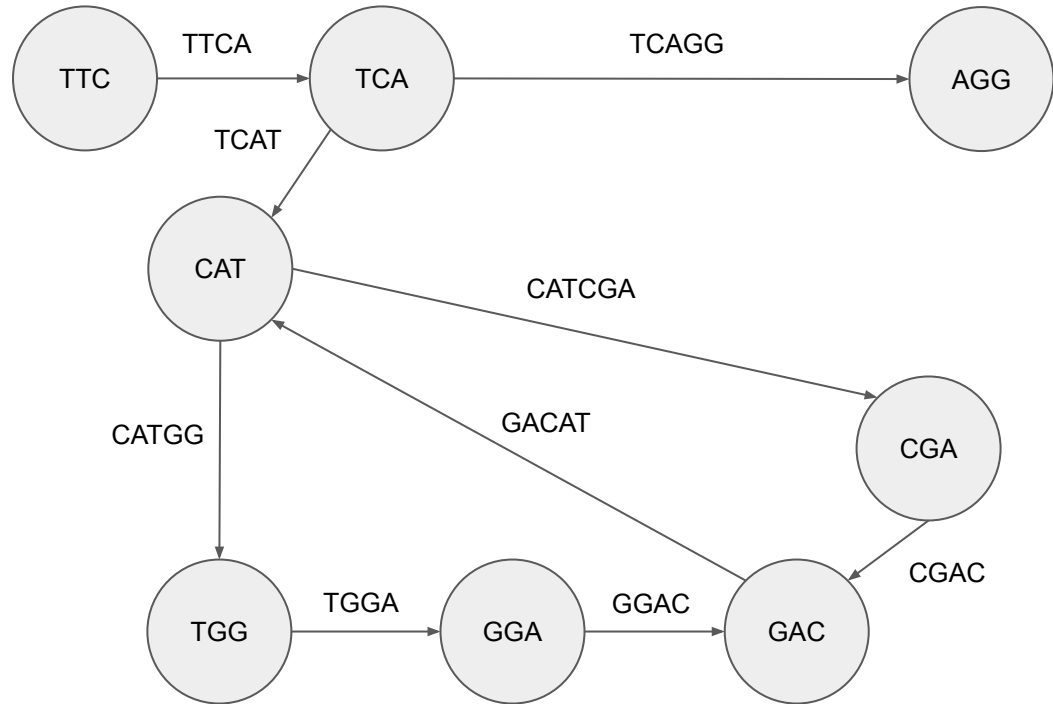 TTCA
TCAGG
TTC
TCA
AGG
TCAT
CAT
CATCGA
CATGG
GACAT
CGA
CGAC
TGGA
GGAC
TGG
GGA
GAC